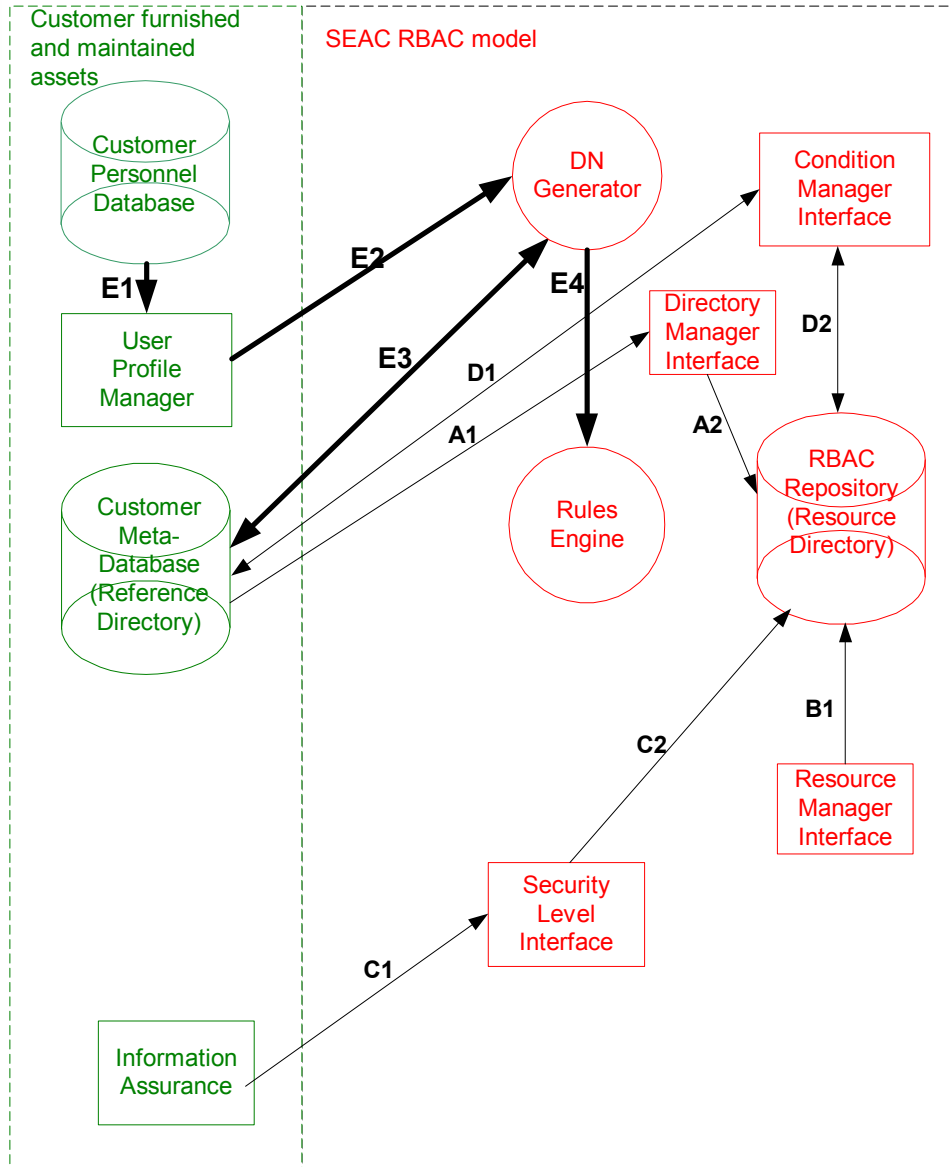 Customer furnished
and maintained
assets
SEAC RBAC model
Customer
Personnel
Database
DN
Generator
Condition
Manager
Interface
E1
E2
E4
User
Profile
Manager
E3
D1
Directory
Manager
Interface
D2
A1
A2
Customer
Meta-
Database
(Reference
Directory)
Rules
Engine
RBAC
Repository
(Resource
Directory)
B1
C2
Resource
Manager
Interface
Security
Level
Interface
C1
Information
Assurance